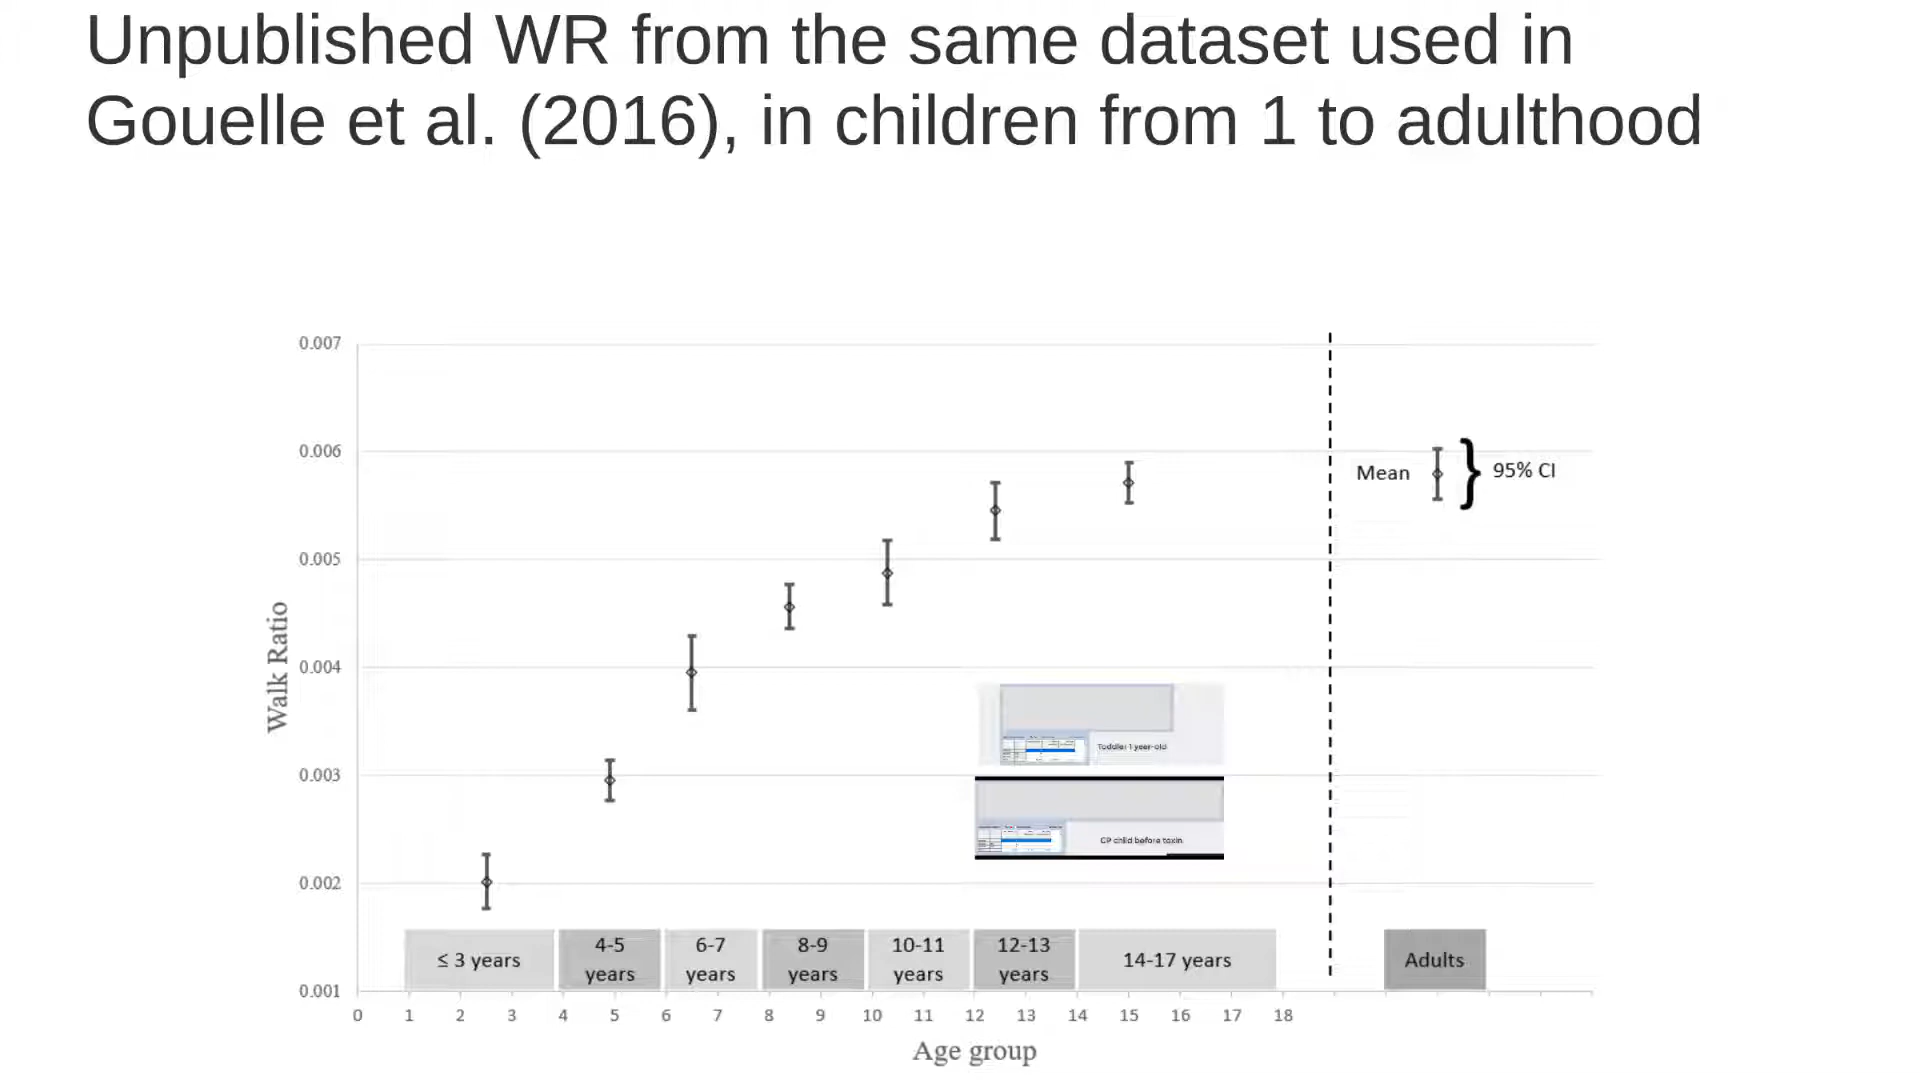 Unpublished WR from the same dataset used in
Gouelle et al. (2016), in children from 1 to adulthood
0.007
0.006
0.005
0.004
0.003
0.002
0.001
Walk Ratio
Mean
95% CI
Toddler 1 year-old
CP child before toxin
≤ 3 years
4-5
years
6-7
years
8-9
years
10-11
years
12-13
years
14-17 years
Adults
0 1 2 3 4 5 6 7 8 9 10 11 12 13 14 15 16 17 18
Age group